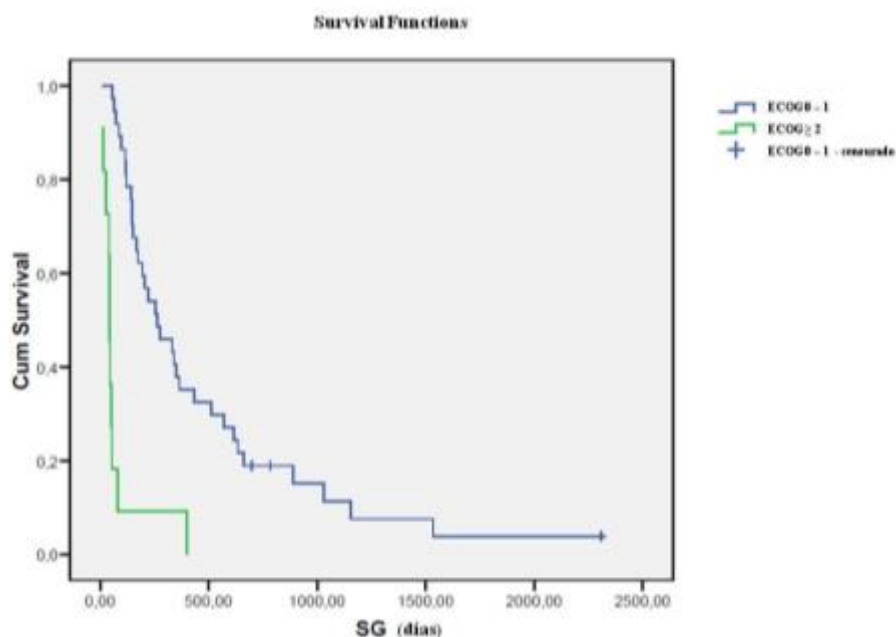 Survival Functions
ECOG0 - 1
ECOG ≥ 2
ECOG0 - 1 - censurado
Cum Survival
1,0
0,8
0,6
0,4
0,2
0,0
0,00
500,00
1000,00
1500,00
2000,00
2500,00
SG (dias)